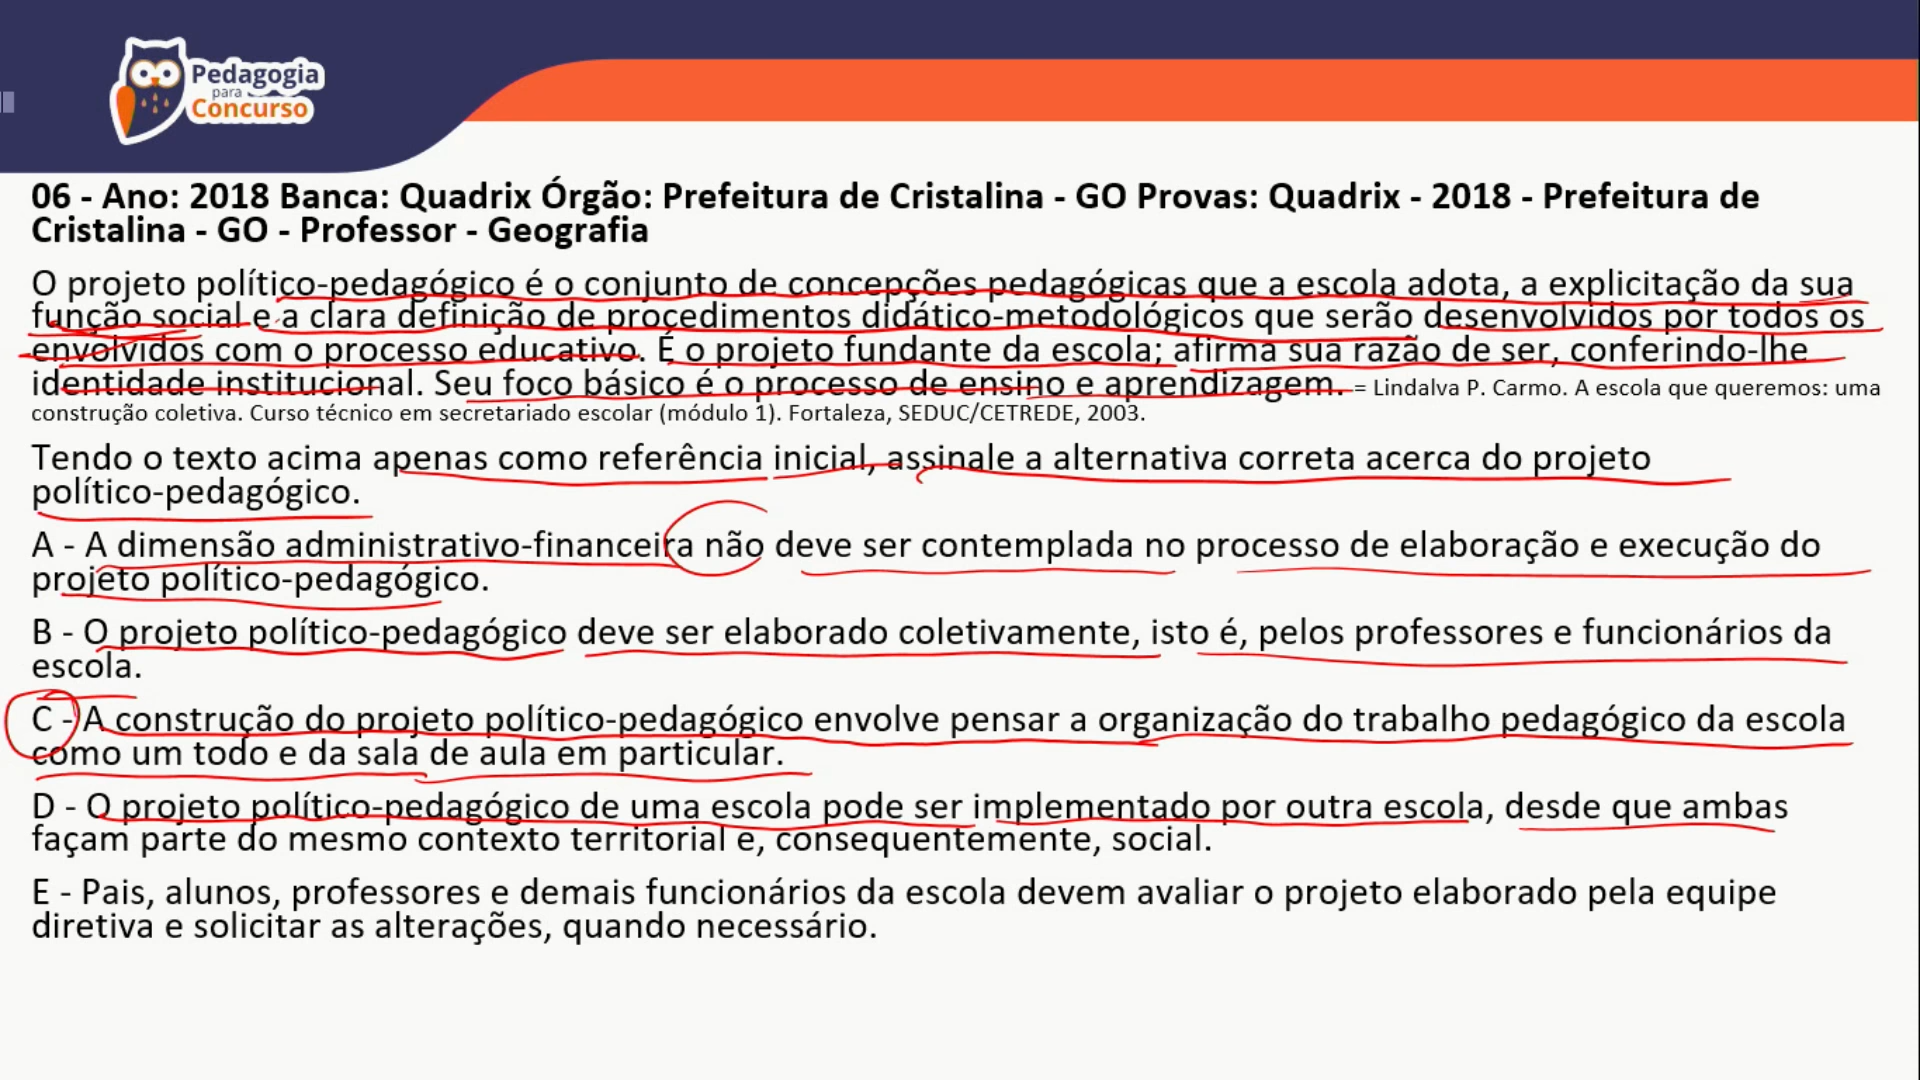 Pedagogia
para
Concurso
06 - Ano: 2018 Banca: Quadrix Órgão: Prefeitura de Cristalina - GO Provas: Quadrix - 2018 - Prefeitura de
Cristalina - GO - Professor - Geografia
O projeto político-pedagógico é o conjunto de concepções pedagógicas que a escola adota, a explicitação da sua
função social e a clara definição de procedimentos didático-metodológicos que serão desenvolvidos por todos os
envolvidos com o processo educativo. É o projeto fundante da escola; afirma sua razão de ser, conferindo-lhe
identidade institucional. Seu foco básico é o processo de ensino e aprendizagem. = Lindalva P. Carmo. A escola que queremos: uma
construção coletiva. Curso técnico em secretariado escolar (módulo 1). Fortaleza, SEDUC/CETREDE, 2003.
Tendo o texto acima apenas como referência inicial, assinale a alternativa correta acerca do projeto
político-pedagógico.
A - A dimensão administrativo-financeira não deve ser contemplada no processo de elaboração e execução do
projeto político-pedagógico.
B - O projeto político-pedagógico deve ser elaborado coletivamente, isto é, pelos professores e funcionários da
escola.
C - A construção do projeto político-pedagógico envolve pensar a organização do trabalho pedagógico da escola
como um todo e da sala de aula em particular.
D - O projeto político-pedagógico de uma escola pode ser implementado por outra escola, desde que ambas
façam parte do mesmo contexto territorial e, consequentemente, social.
E - Pais, alunos, professores e demais funcionários da escola devem avaliar o projeto elaborado pela equipe
diretiva e solicitar as alterações, quando necessário.